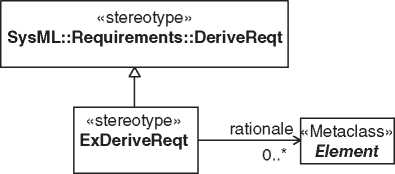 «stereotype»
SysML::Requirements::DeriveReqt
«stereotype»
ExDeriveReqt
rationale
0..*
«Metaclass»
Element